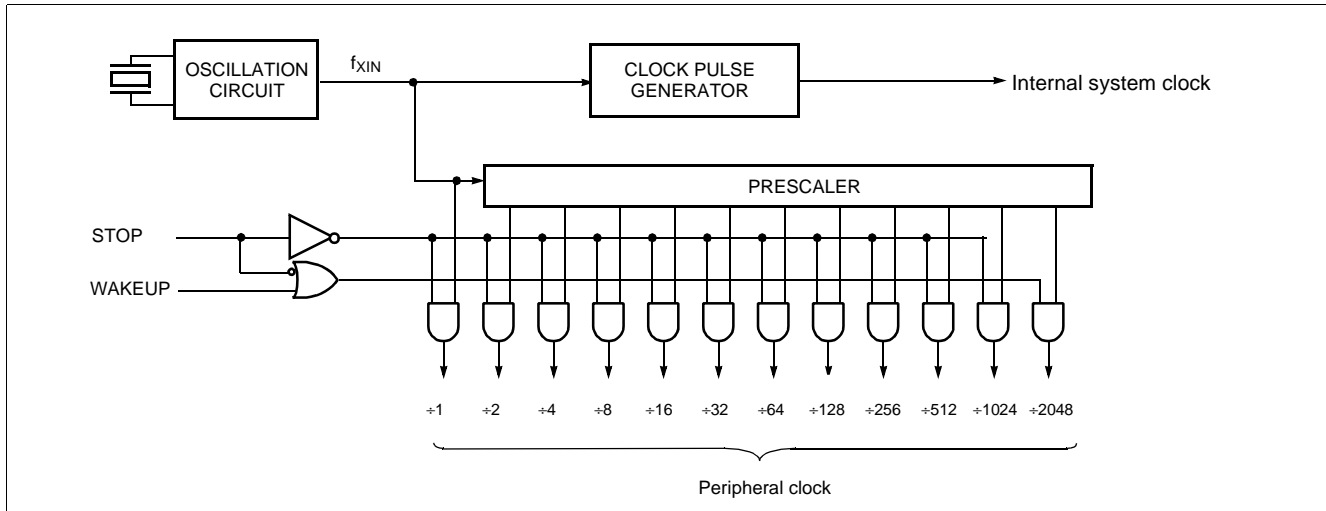 OSCILLATION
CIRCUIT
fXIN
CLOCK PULSE
GENERATOR
Internal system clock
PRESCALER
STOP
WAKEUP
÷1 ÷2 ÷4 ÷8 ÷16 ÷32 ÷64 ÷128 ÷256 ÷512 ÷1024 ÷2048
Peripheral clock